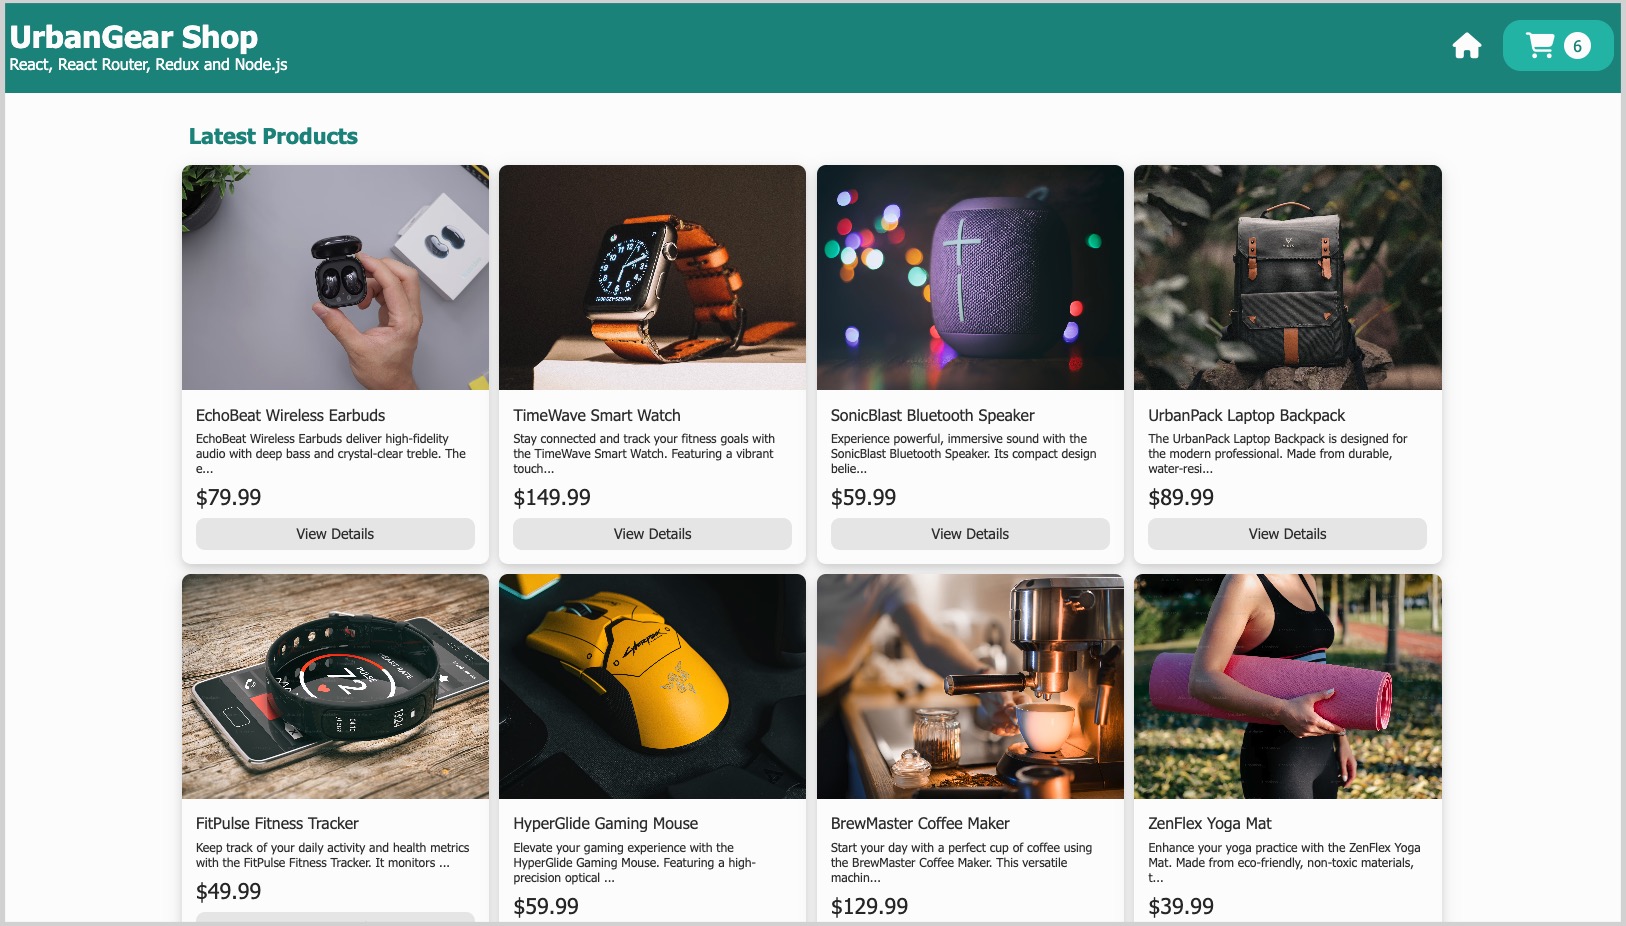 UrbanGear Shop
React, React Router, Redux and Node.js
6
Latest Products
EchoBeat Wireless Earbuds
EchoBeat Wireless Earbuds deliver high-fidelity
audio with deep bass and crystal-clear treble. The
e...
$79.99
View Details
TimeWave Smart Watch
Stay connected and track your fitness goals with
the TimeWave Smart Watch. Featuring a vibrant
touch...
$149.99
View Details
SonicBlast Bluetooth Speaker
Experience powerful, immersive sound with the
SonicBlast Bluetooth Speaker. Its compact design
belie...
$59.99
View Details
UrbanPack Laptop Backpack
The UrbanPack Laptop Backpack is designed for
the modern professional. Made from durable,
water-resi...
$89.99
View Details
PULSE
HEART RATE
72
FitPulse Fitness Tracker
Keep track of your daily activity and health metrics
with the FitPulse Fitness Tracker. It monitors ...
$49.99
HyperGlide Gaming Mouse
Elevate your gaming experience with the
HyperGlide Gaming Mouse. Featuring a high-
precision optical ...
$59.99
BrewMaster Coffee Maker
Start your day with a perfect cup of coffee using
the BrewMaster Coffee Maker. This versatile
machin...
$129.99
ZenFlex Yoga Mat
Enhance your yoga practice with the ZenFlex Yoga
Mat. Made from eco-friendly, non-toxic materials,
t...
$39.99